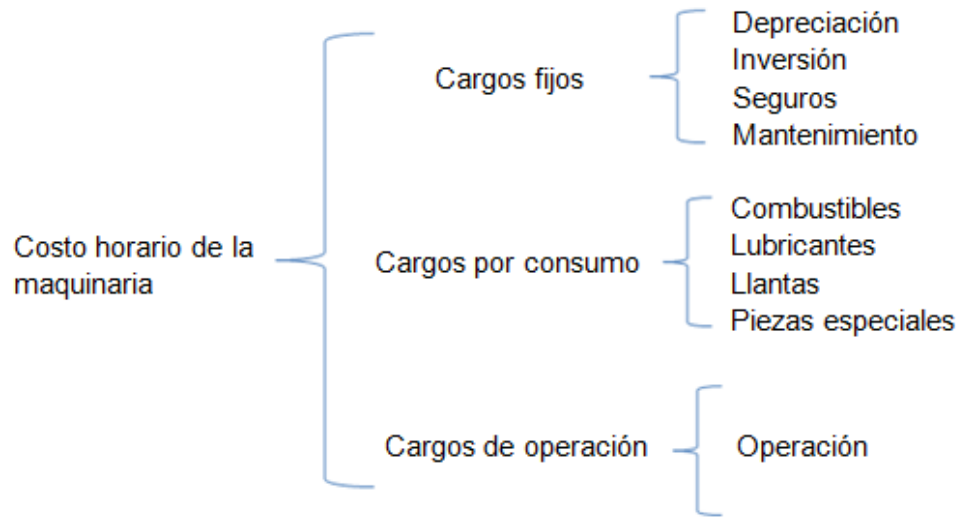 Costo horario de la
maquinaria
Cargos fijos
Depreciación
Inversión
Seguros
Mantenimiento
Cargos por consumo
Combustibles
Lubricantes
Llantas
Piezas especiales
Cargos de operación
Operación